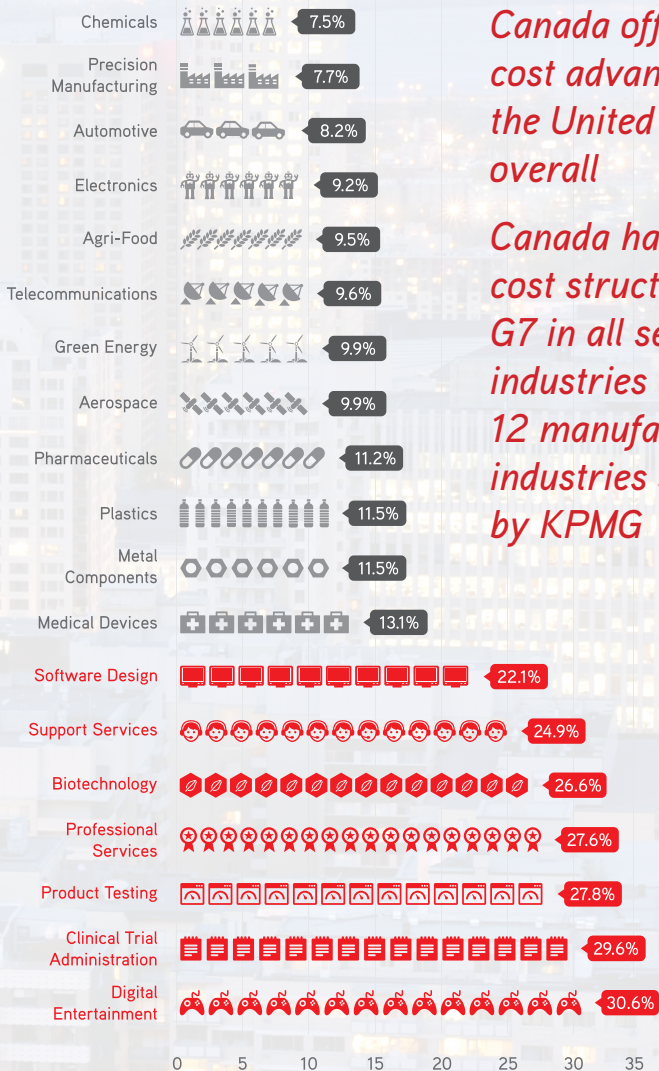 Chemicals
7.5%
Precision
Manufacturing
7.7%
Automotive
8.2%
Electronics
9.2%
Agri-Food
9.5%
Telecommunications
9.6%
Green Energy
9.9%
Aerospace
9.9%
Pharmaceuticals
11.2%
Plastics
11.5%
Metal
Components
11.5%
Medical Devices
13.1%
Software Design
22.1%
Support Services
24.9%
Biotechnology
26.6%
Professional
Services
27.6%
Product Testing
27.8%
Clinical Trial
Administration
29.6%
Digital
Entertainment
30.6%
0 5 10 15 20 25 30 35
Canada
cost
the United
overall
Canada
cost
G7 in all
industries
12
industries
by KPMG